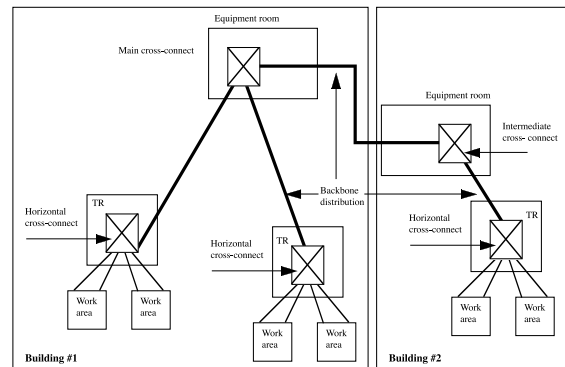 Equipment room
Main cross-connect
Equipment room
Intermediate
cross- connect
Backbone
distribution
TR
Horizontal
cross-connect
TR
Horizontal
cross-connect
TR
Horizontal
cross-connect
Work
area
Work
area
Work
area
Work
area
Work
area
Work
area
Building #1
Building #2